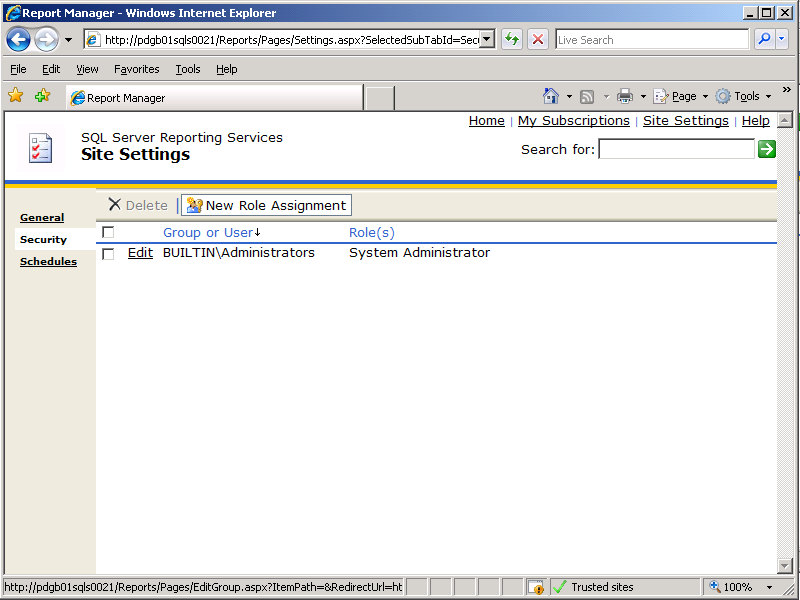 Report Manager - Windows Internet Explorer
http://pdgb01sqls0021/Reports/Pages/Settings.aspx?SelectedSubTabId=Sec
Live Search
File Edit View Favorites Tools Help
Report Manager
Page Tools »
Home | My Subscriptions | Site Settings | Help
SQL Server Reporting Services
Site Settings
Search for:
General
Security
Schedules
Delete | New Role Assignment
Group or User↓ Role(s)
Edit BUILTIN\Administrators System Administrator
http://pdgb01sqls0021/Reports/Pages/EditGroup.aspx?ItemPath=&RedirectUrl=ht
Trusted sites
100%